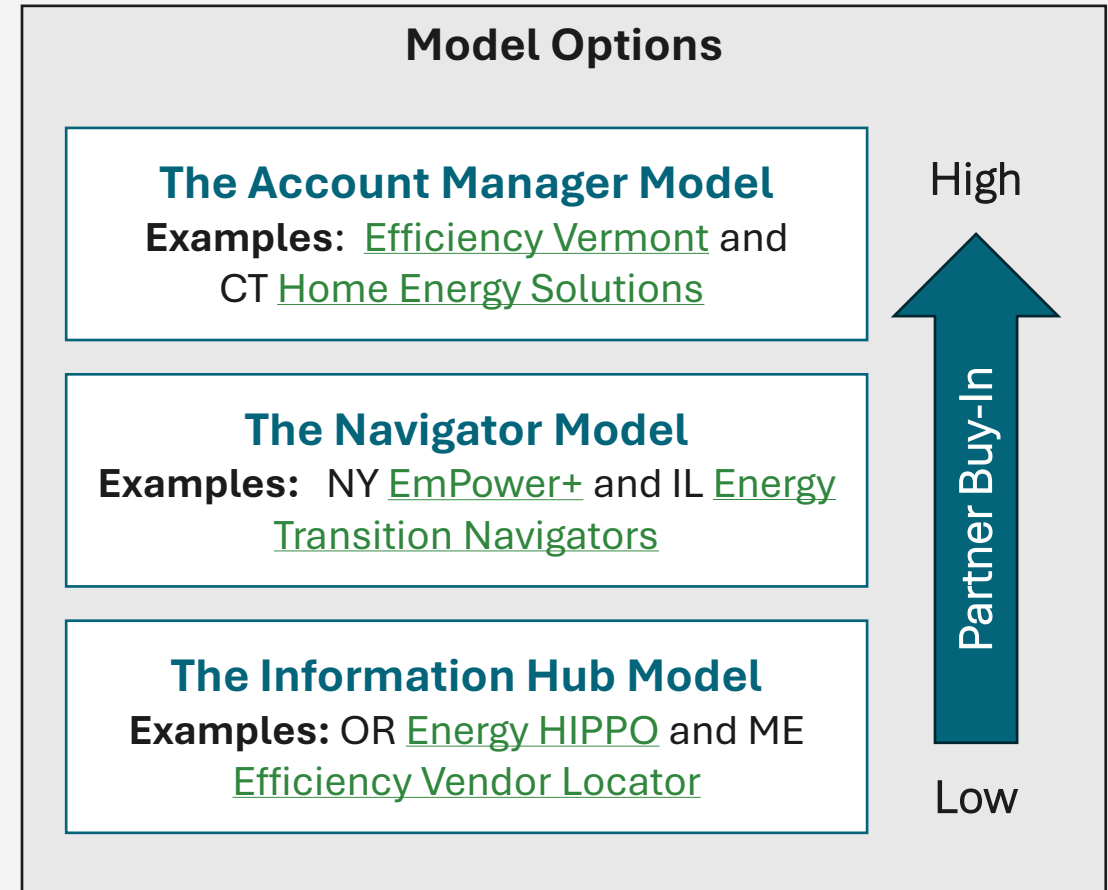 Model Options
The Account Manager Model
Examples: Efficiency Vermont and
CT Home Energy Solutions
The Navigator Model
Examples: NY EmPower+ and IL Energy
Transition Navigators
The Information Hub Model
Examples: OR Energy HIPPO and ME
Efficiency Vendor Locator
High
Partner Buy-In
Low